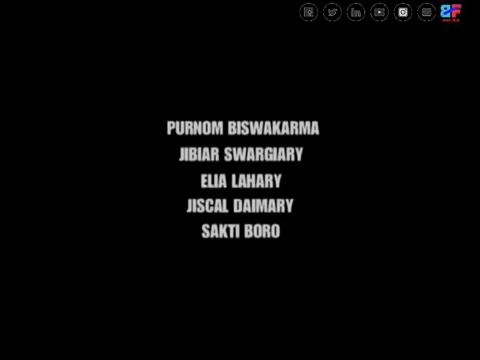 PURNOM BISWAKARMA
JIBIAR SWARGIARY
ELIA LAHARY
JISCAL DAIMARY
SAKTI BORO